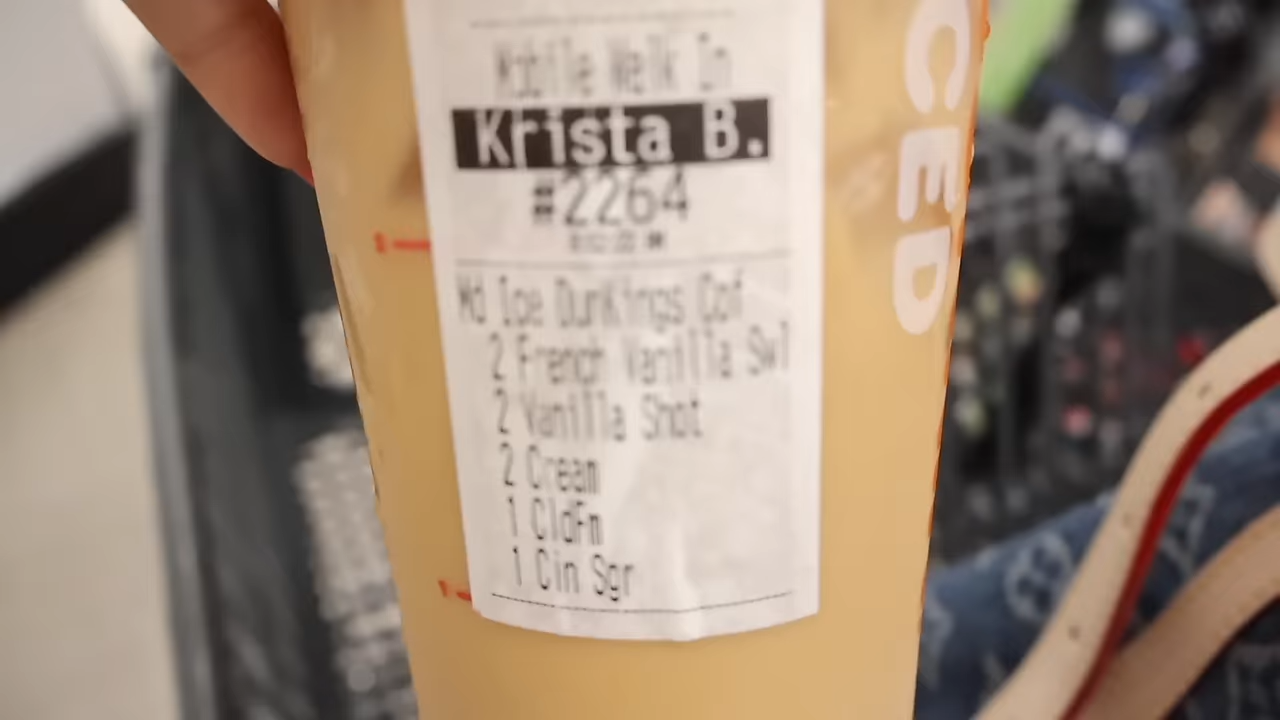 Mobile Walk In
Krista B.
#2264
Md Ice Dunkings Cof
2 French Vanilla Swl
2 Vanilla Shot
2 Cream
1 CldFm
1 Cin Sgr
CED